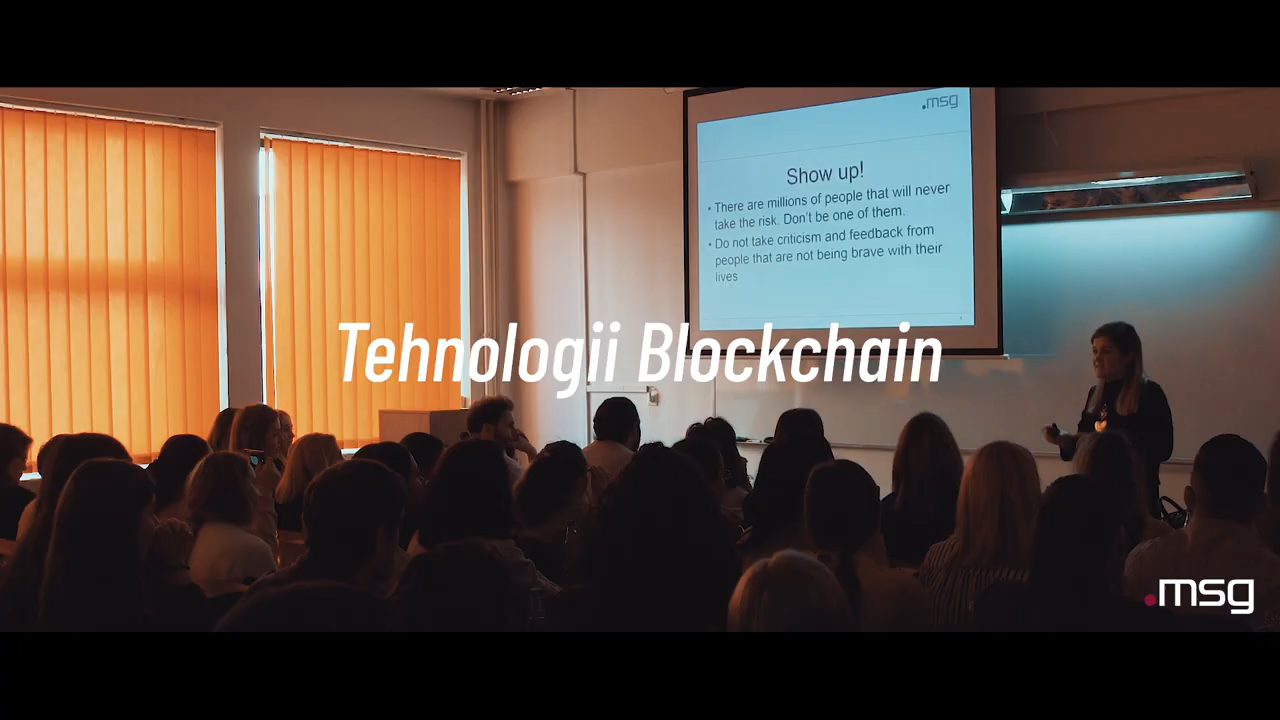 .msg
Show up!
• There are millions of people that will never
take the risk. Don't be one of them.
• Do not take criticism and feedback from
people that are not being brave with their
lives
Tehnologii Blockchain
.msg